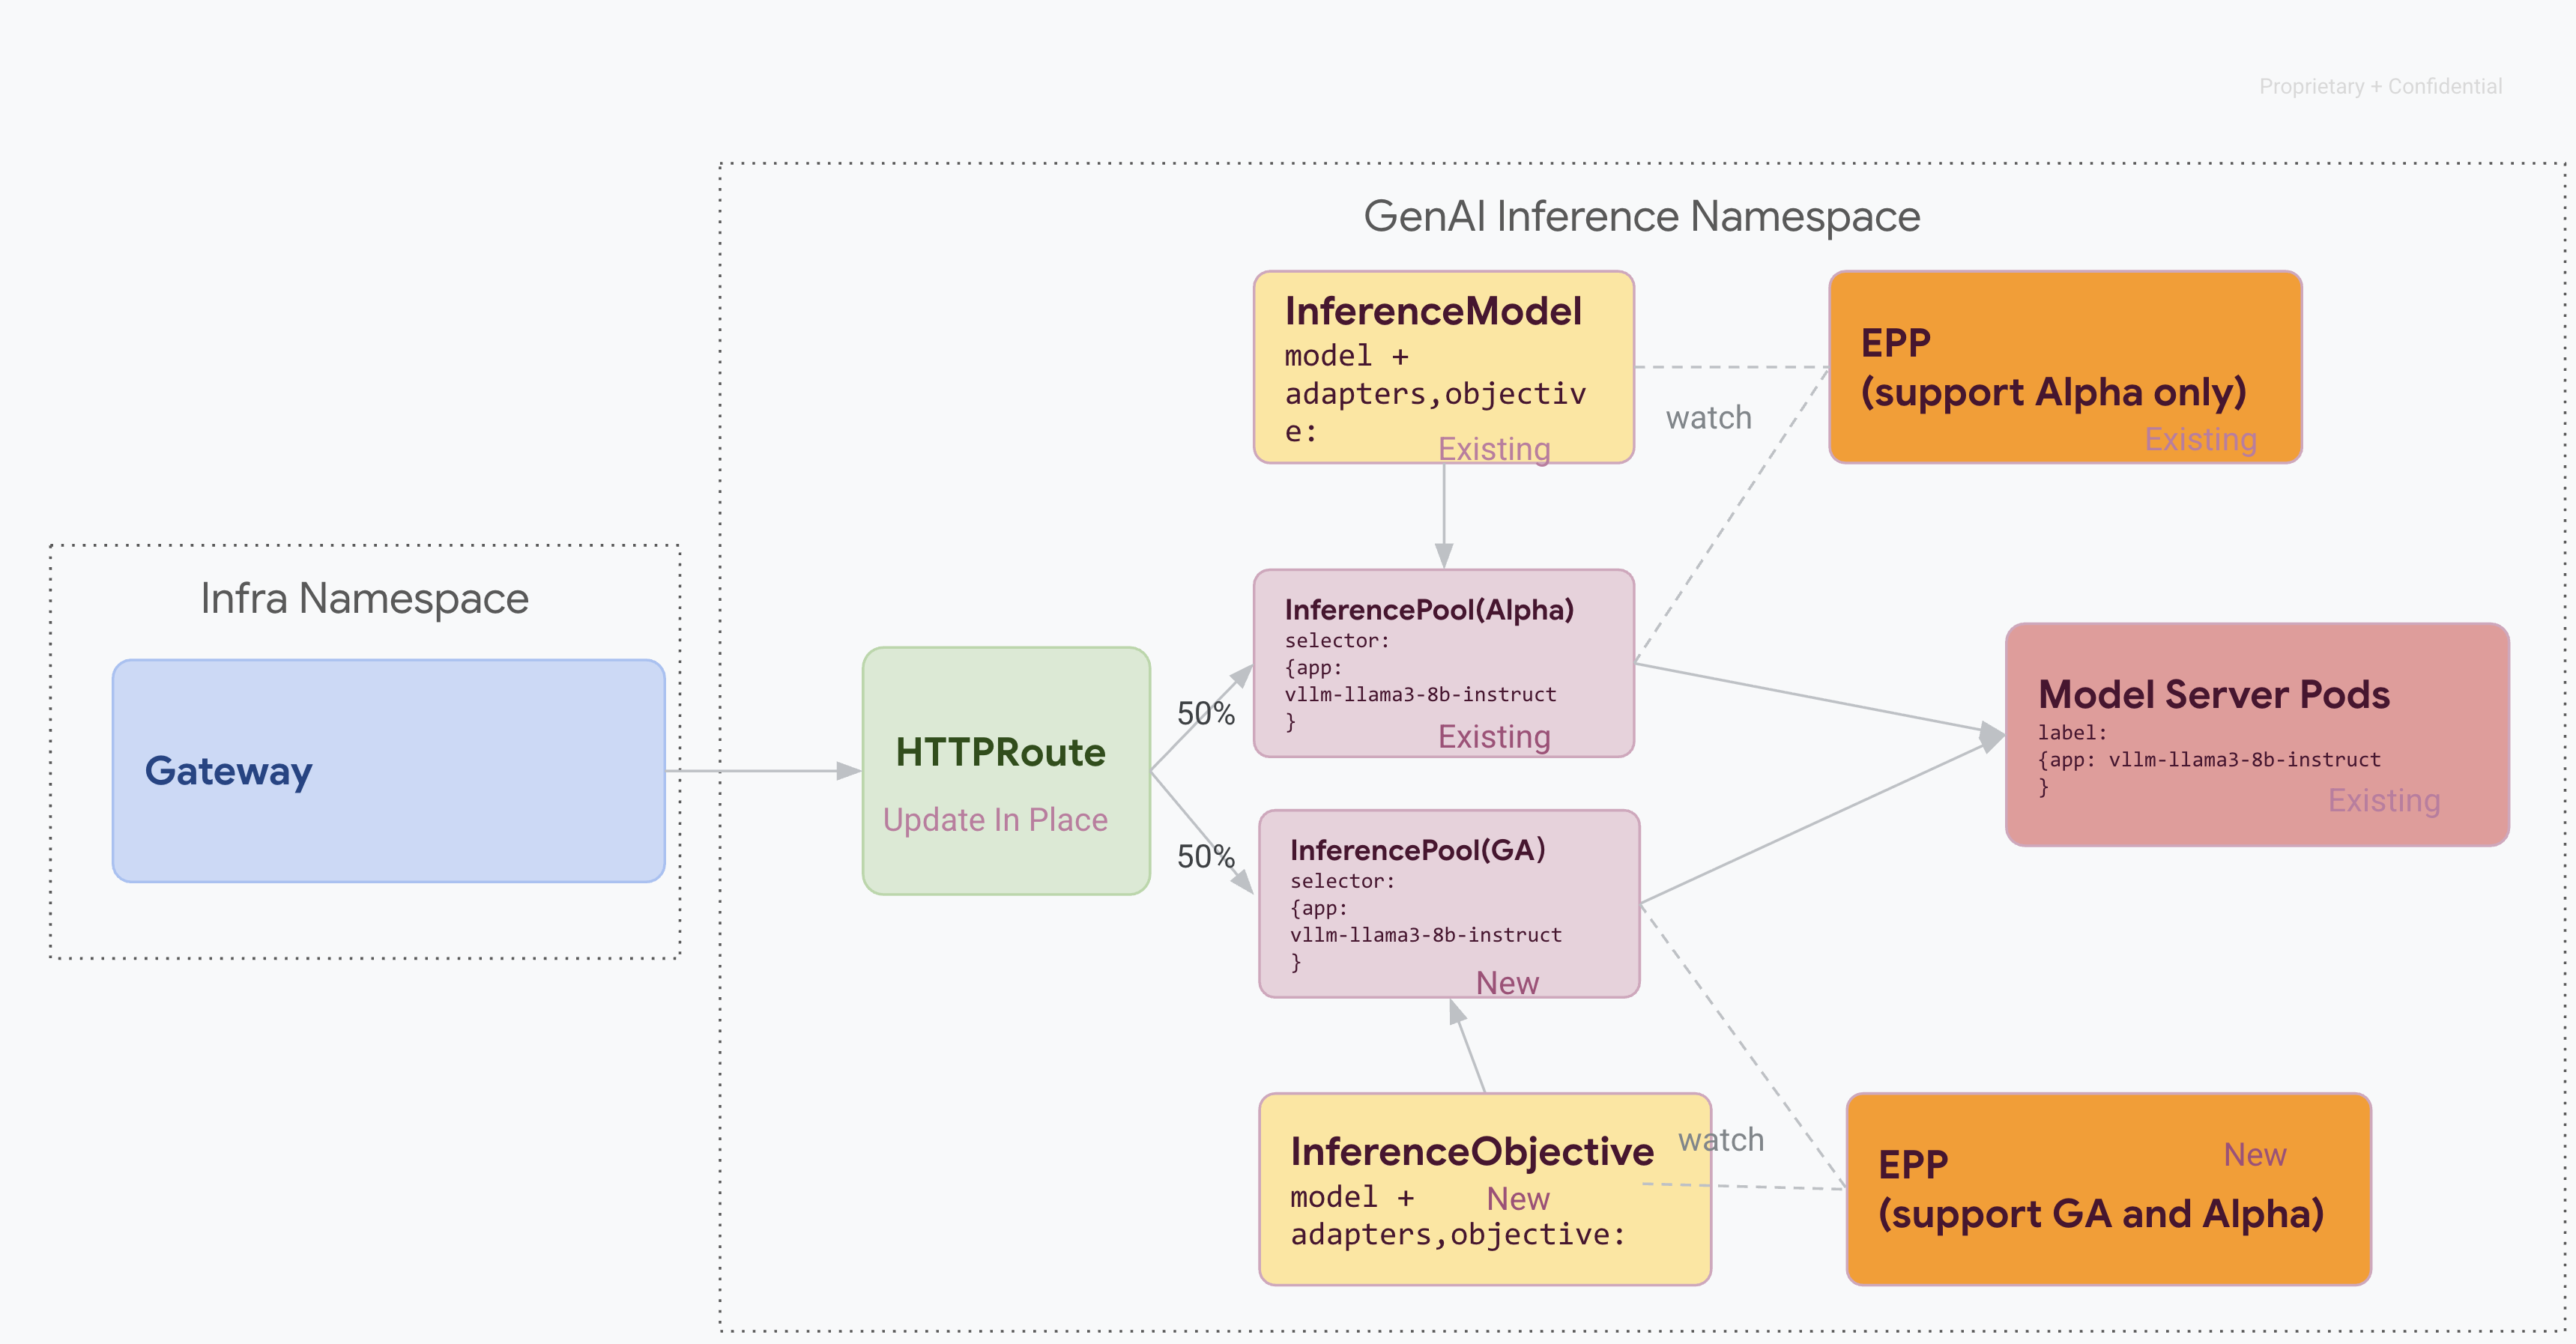 Proprietary + Confidential
GenAI Inference Namespace
InferenceModel
model +
adapters,objectiv
e:
Existing
watch
EPP
(support Alpha only)
Existing
Infra Namespace
Gateway
HTTPRoute
Update In Place
50%
50%
InferencePool(Alpha)
selector:
{app:
vllm-llama3-8b-instruct
}
Existing
InferencePool(GA)
selector:
{app:
vllm-llama3-8b-instruct
}
New
Model Server Pods
label:
{app: vllm-llama3-8b-instruct
}
Existing
InferenceObjective
model +
New
adapters,objective:
watch
EPP
New
(support GA and Alpha)